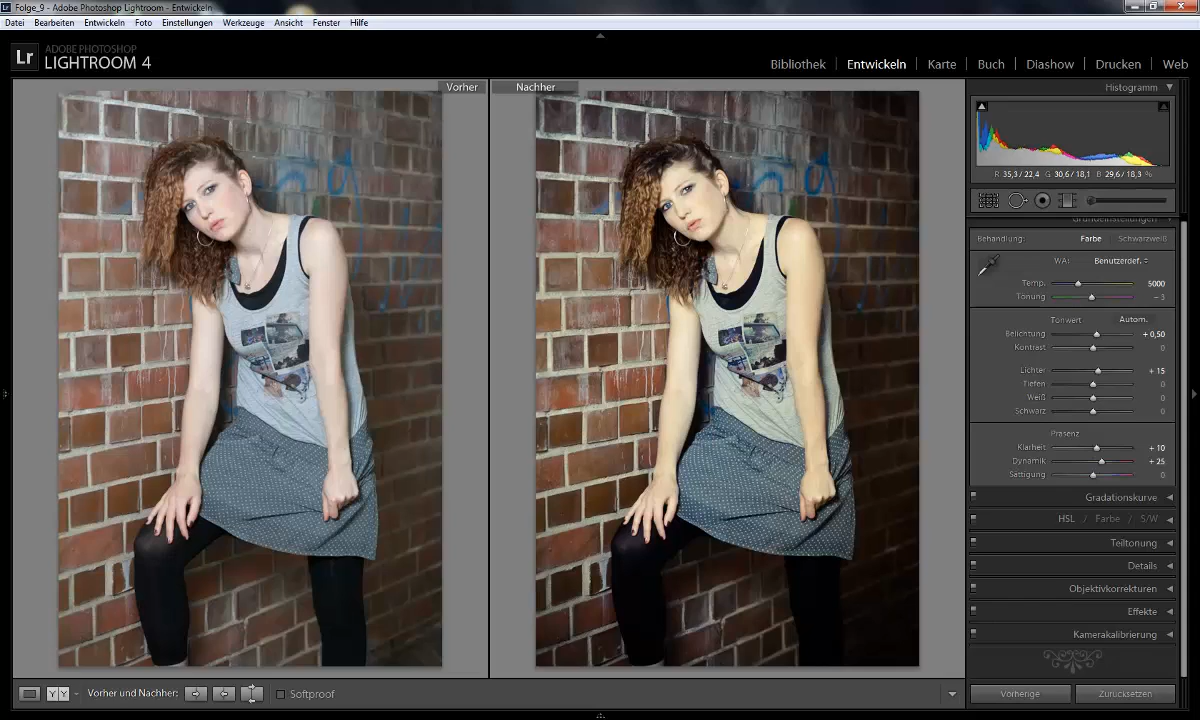 Folge_9 - Adobe Photoshop Lightroom - Entwickeln
Datei Bearbeiten Entwickeln Foto Einstellungen Werkzeuge Ansicht Fenster Hilfe
Lr ADOBE PHOTOSHOP
LIGHTROOM 4
Bibliothek | Entwickeln | Karte | Buch | Diashow | Drucken | Web
Vorher
Nachher
Histogramm
R 35,3 / 22,4 G 30,6 / 18,1 B 29,6 / 18,3 %
Grundeinstellungen
Behandlung: Farbe Schwarzweiß
WA: Benutzerdef.
Temp. 5000
Tönung - 3
Tonwert Autom.
Belichtung + 0,50
Kontrast 0
Lichter + 15
Tiefen 0
Weiß 0
Schwarz 0
Präsenz
Klarheit + 10
Dynamik + 25
Sättigung 0
Gradationskurve
HSL / Farbe / S/W
Teiltonung
Details
Objektivkorrekturen
Effekte
Kamerakalibrierung
YY Vorher und Nachher: Softproof
Vorherige Zurücksetzen